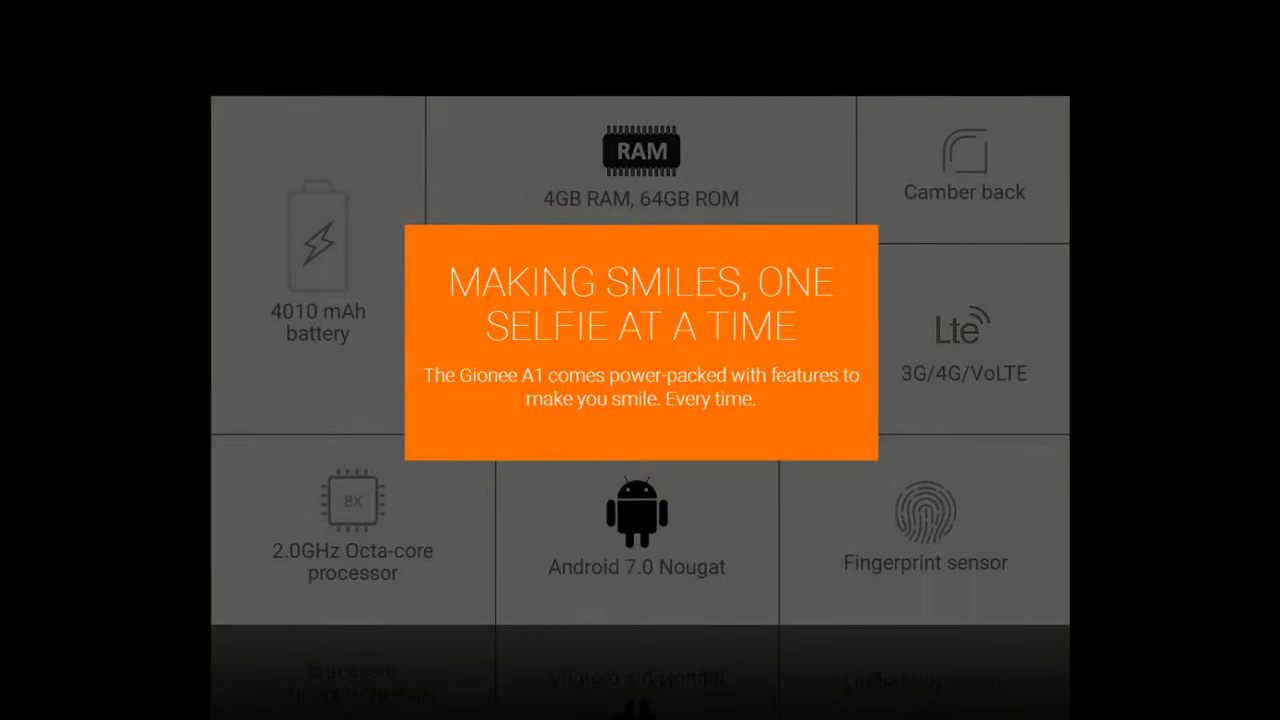 RAM
4GB RAM, 64GB ROM
Camber back
4010 mAh
battery
MAKING SMILES, ONE
SELFIE AT A TIME
The Gionee A1 comes power-packed with features to
make you smile. Every time.
Lte
3G/4G/VoLTE
8X
2.0GHz Octa-core
processor
Android 7.0 Nougat
Fingerprint sensor